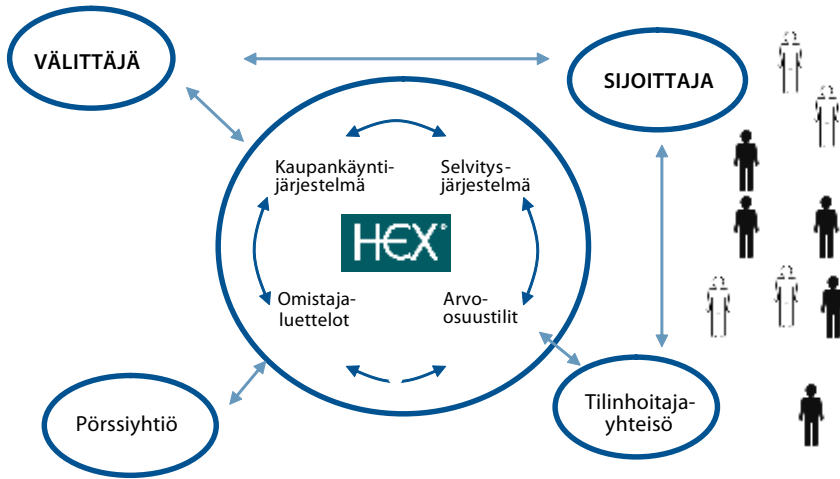 VÄLITTÄJÄ
SIJOITTAJA
Kaupankäynti-
järjestelmä
Selvitys-
järjestelmä
HEX®
Omistaja-
luettelot
Arvo-
osuustilit
Pörssiyhtiö
Tilinhoitaja-
yhteisö